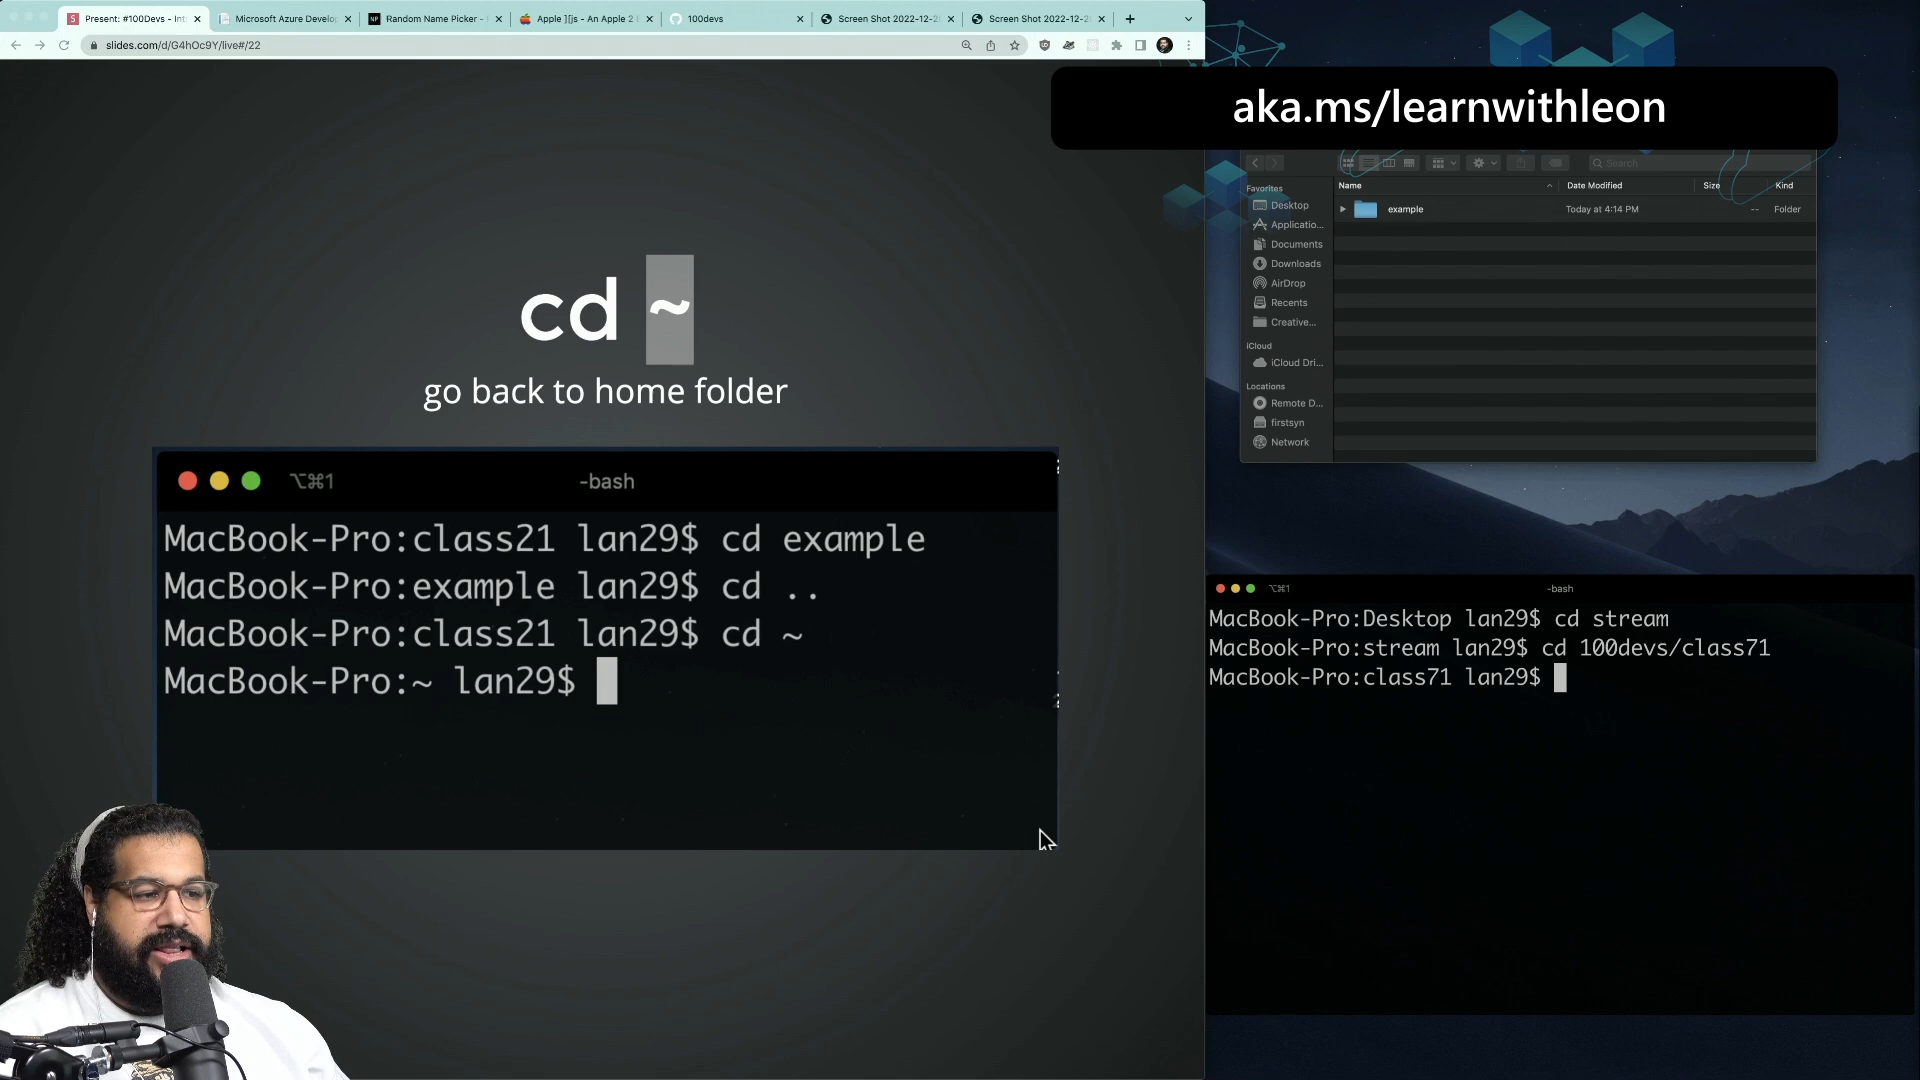 Present: #100Devs - Int
Microsoft Azure Develo
Random Name Picker -
Apple ][js - An Apple 2
100devs
Screen Shot 2022-12-2
Screen Shot 2022-12-2
slides.com/d/G4hOc9Y/live#/22
aka.ms/learnwithleon
cd ~
go back to home folder
⌥⌘1
-bash
MacBook-Pro:class21 lan29$ cd example
MacBook-Pro:example lan29$ cd ..
MacBook-Pro:class21 lan29$ cd ~
MacBook-Pro:~ lan29$
Search
Favorites
Desktop
Applicatio...
Documents
Downloads
AirDrop
Recents
Creative...
iCloud
iCloud Dri...
Locations
Remote D...
firstsyn
Network
Name Date Modified Size Kind
example Today at 4:14 PM -- Folder
⌥⌘1
-bash
MacBook-Pro:Desktop lan29$ cd stream
MacBook-Pro:stream lan29$ cd 100devs/class71
MacBook-Pro:class71 lan29$